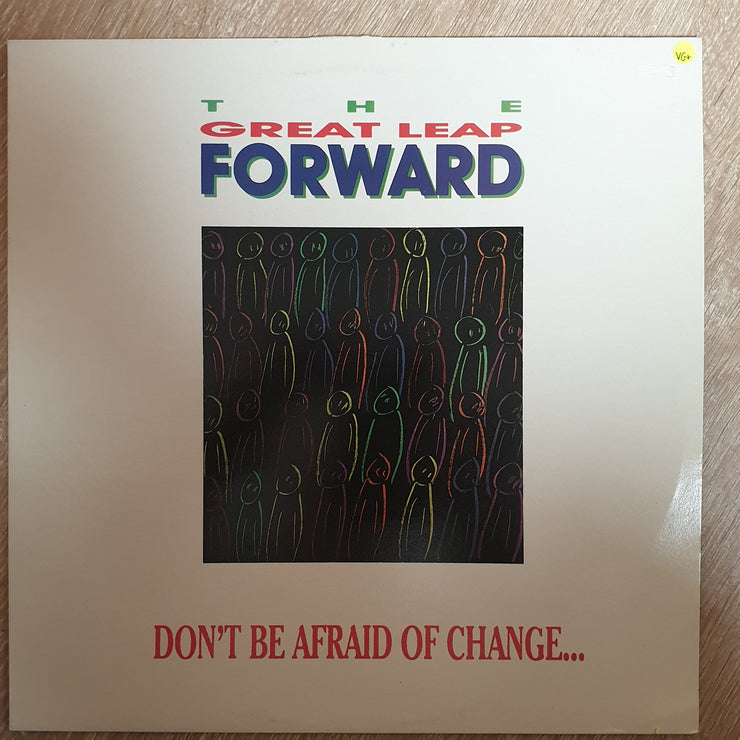 VG+
THE
GREAT LEAP
FORWARD
DON'T BE AFRAID OF CHANGE...